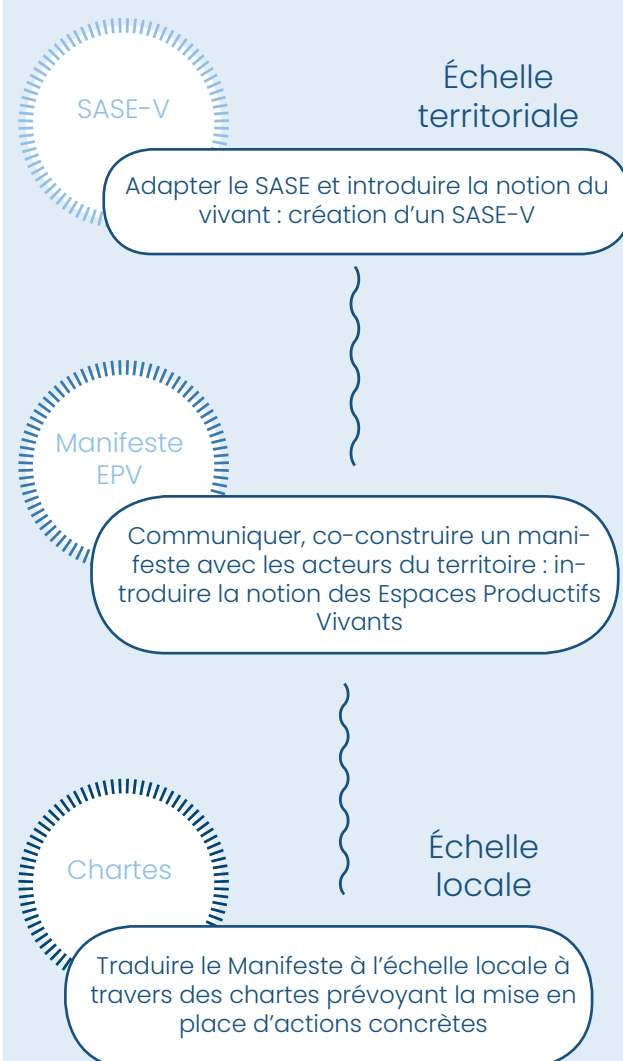 SASE-V
Échelle
territoriale
Adapter le SASE et introduire la notion du
vivant : création d'un SASE-V
Manifeste
EPV
Communiquer, co-construire un mani-
feste avec les acteurs du territoire : in-
troduire la notion des Espaces Productifs
Vivants
Chartes
Échelle
locale
Traduire le Manifeste à l'échelle locale à
travers des chartes prévoyant la mise en
place d'actions concrètes